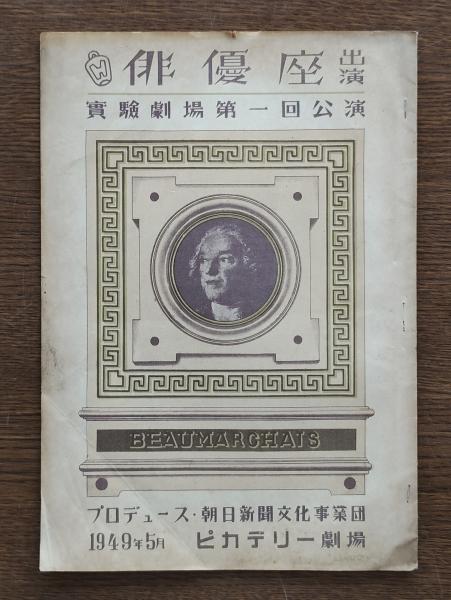 俳優座 出演
實驗劇場第一回公演
BEAUMARCHAIS
プロデュース・朝日新聞文化事業団
1949年5月 ピカデリー劇場